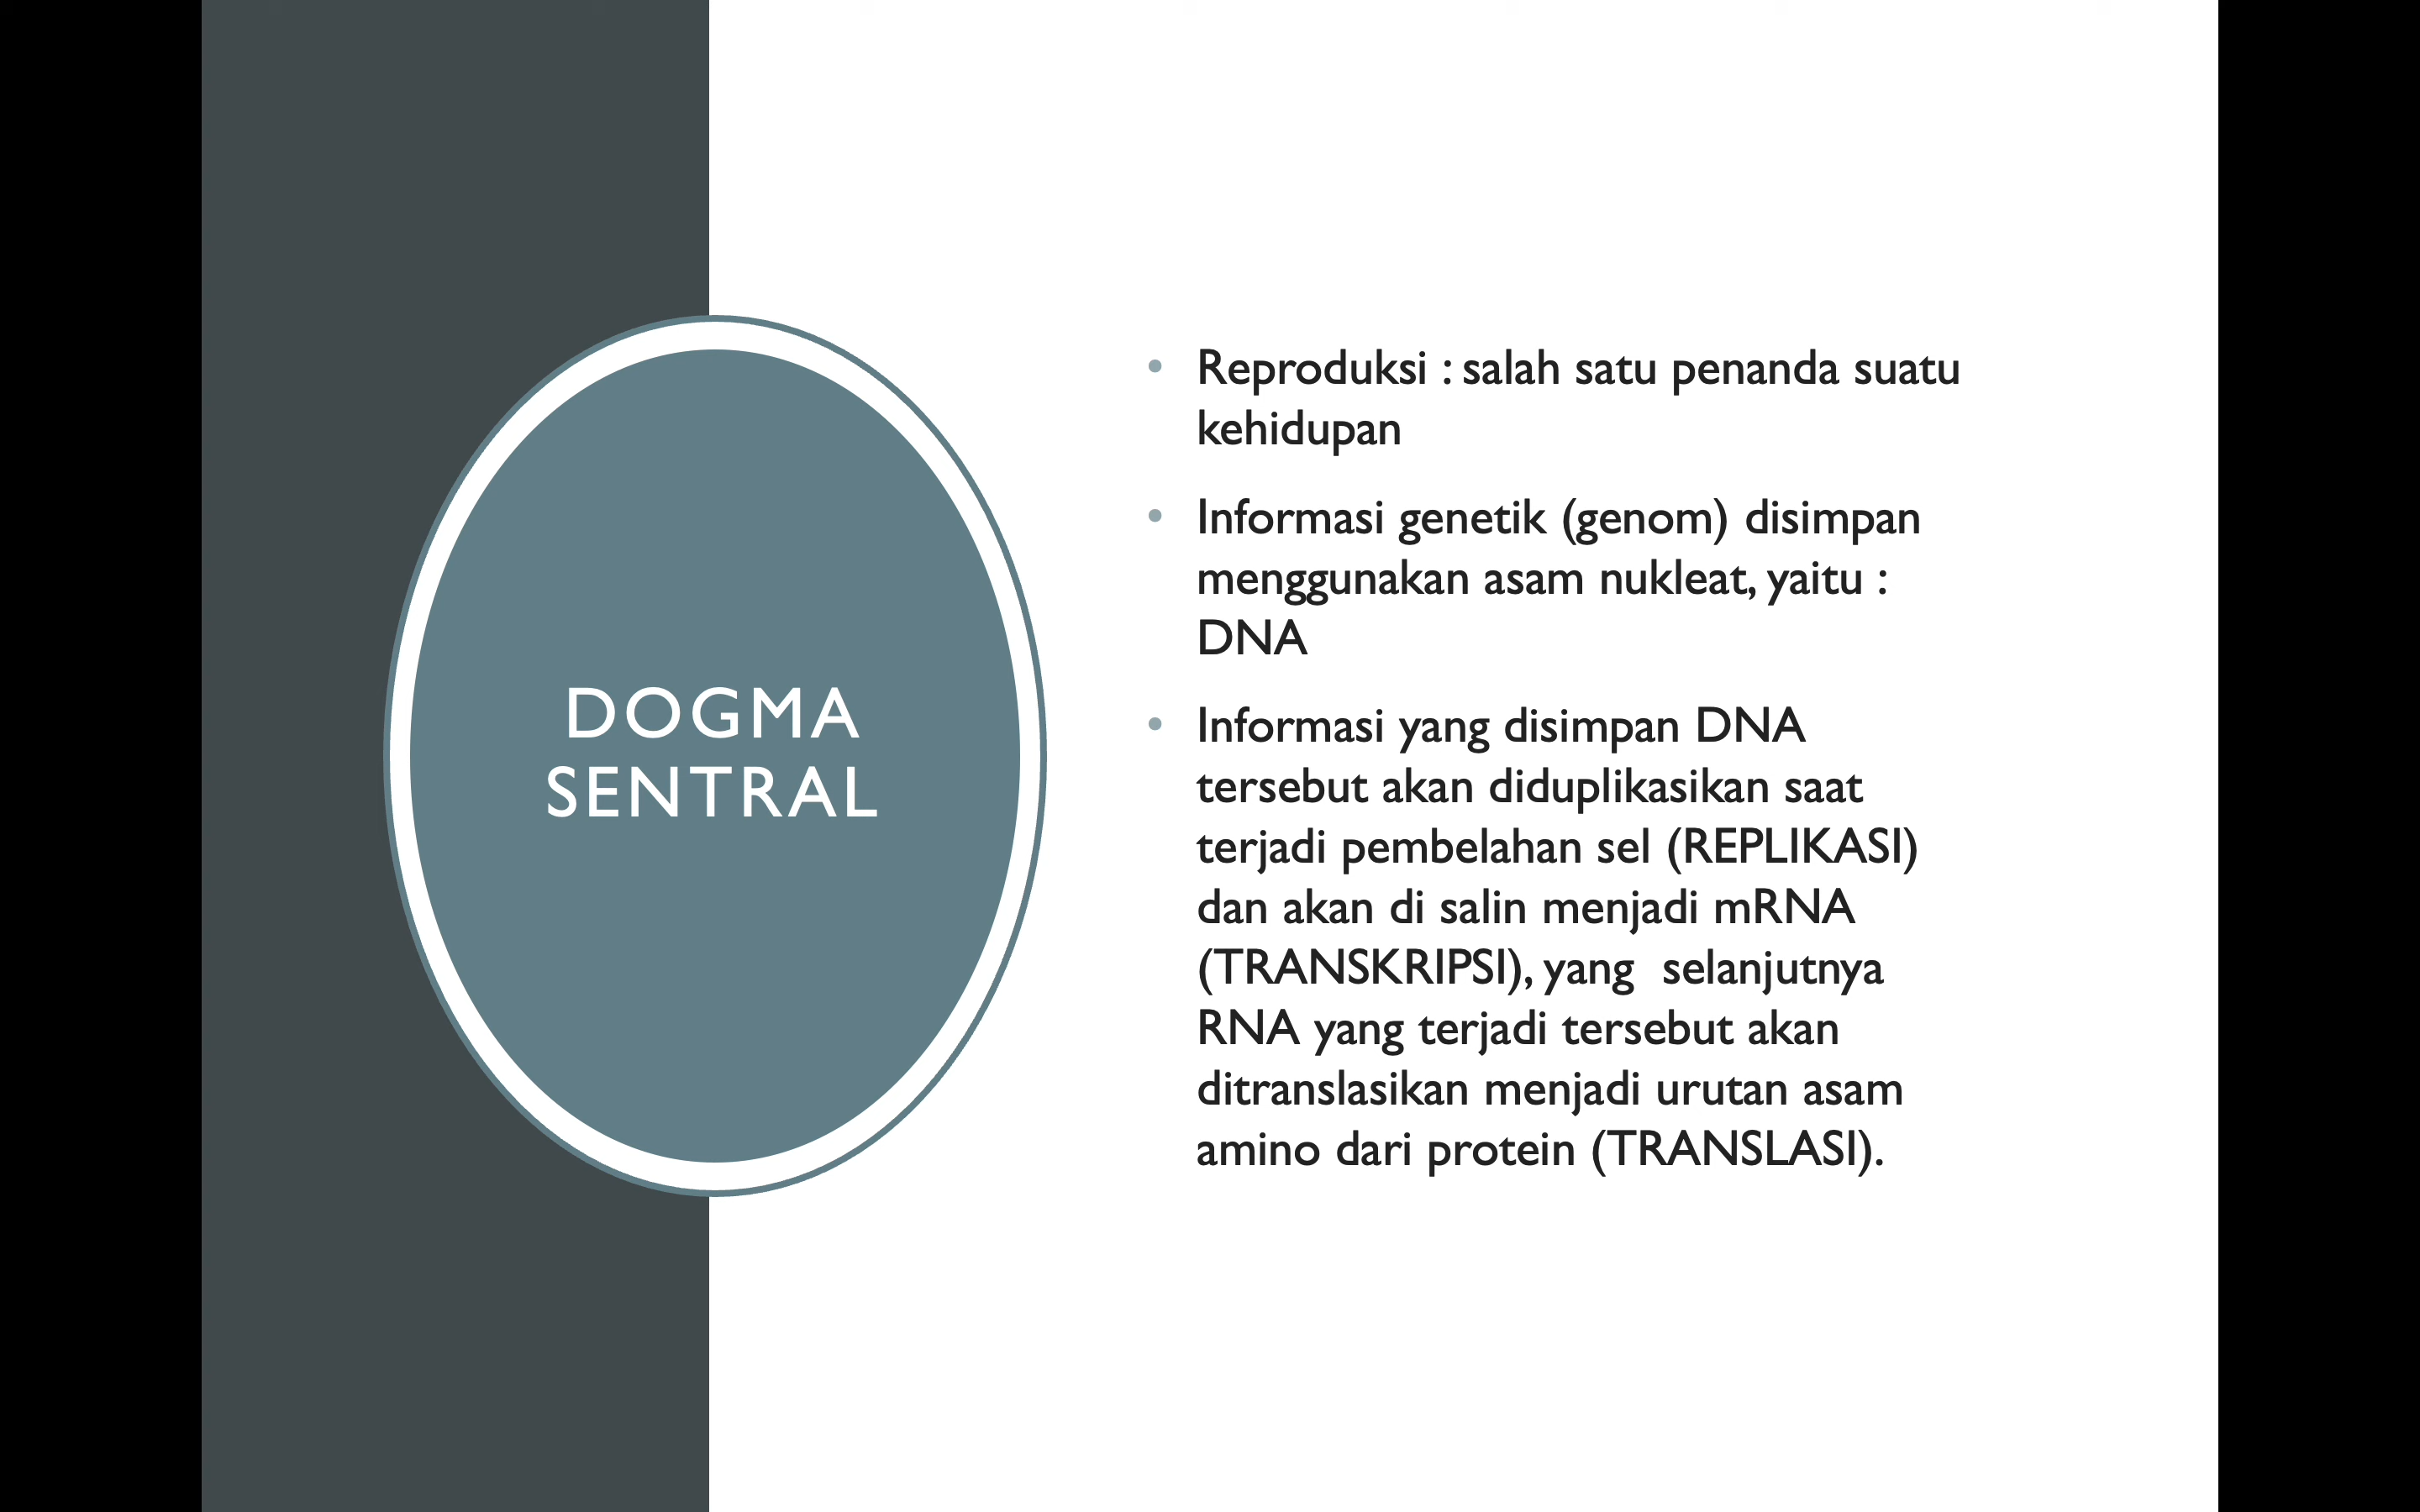 DOGMA
SENTRAL
• Reproduksi : salah satu penanda suatu
kehidupan
• Informasi genetik (genom) disimpan
menggunakan asam nukleat, yaitu :
DNA
• Informasi yang disimpan DNA
tersebut akan diduplikasikan saat
terjadi pembelahan sel (REPLIKASI)
dan akan di salin menjadi mRNA
(TRANSKRIPSI), yang  selanjutnya
RNA yang terjadi tersebut akan
ditranslasikan menjadi urutan asam
amino dari protein (TRANSLASI).